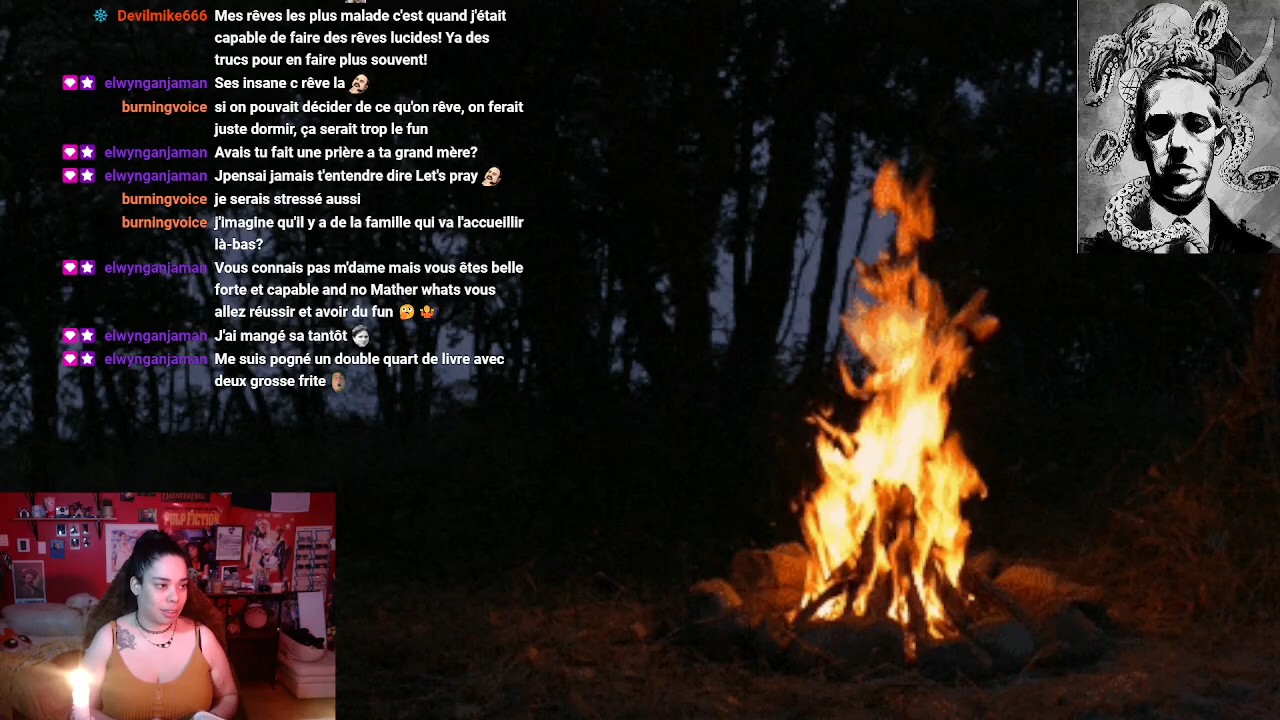 Devilmike666 Mes rêves les plus malade c'est quand j'était
capable de faire des rêves lucides! Ya des
trucs pour en faire plus souvent!
elwynganjaman Ses insane c rêve la
burningvoice si on pouvait décider de ce qu'on rêve, on ferait
juste dormir, ça serait trop le fun
elwynganjaman Avais tu fait une prière a ta grand mère?
elwynganjaman Jpensai jamais t'entendre dire Let's pray
burningvoice je serais stressé aussi
burningvoice j'imagine qu'il y a de la famille qui va l'accueillir
là-bas?
elwynganjaman Vous connais pas m'dame mais vous êtes belle
forte et capable and no Mather whats vous
allez réussir et avoir du fun
elwynganjaman J'ai mangé sa tantôt
elwynganjaman Me suis pogné un double quart de livre avec
deux grosse frite
PULP FICTION